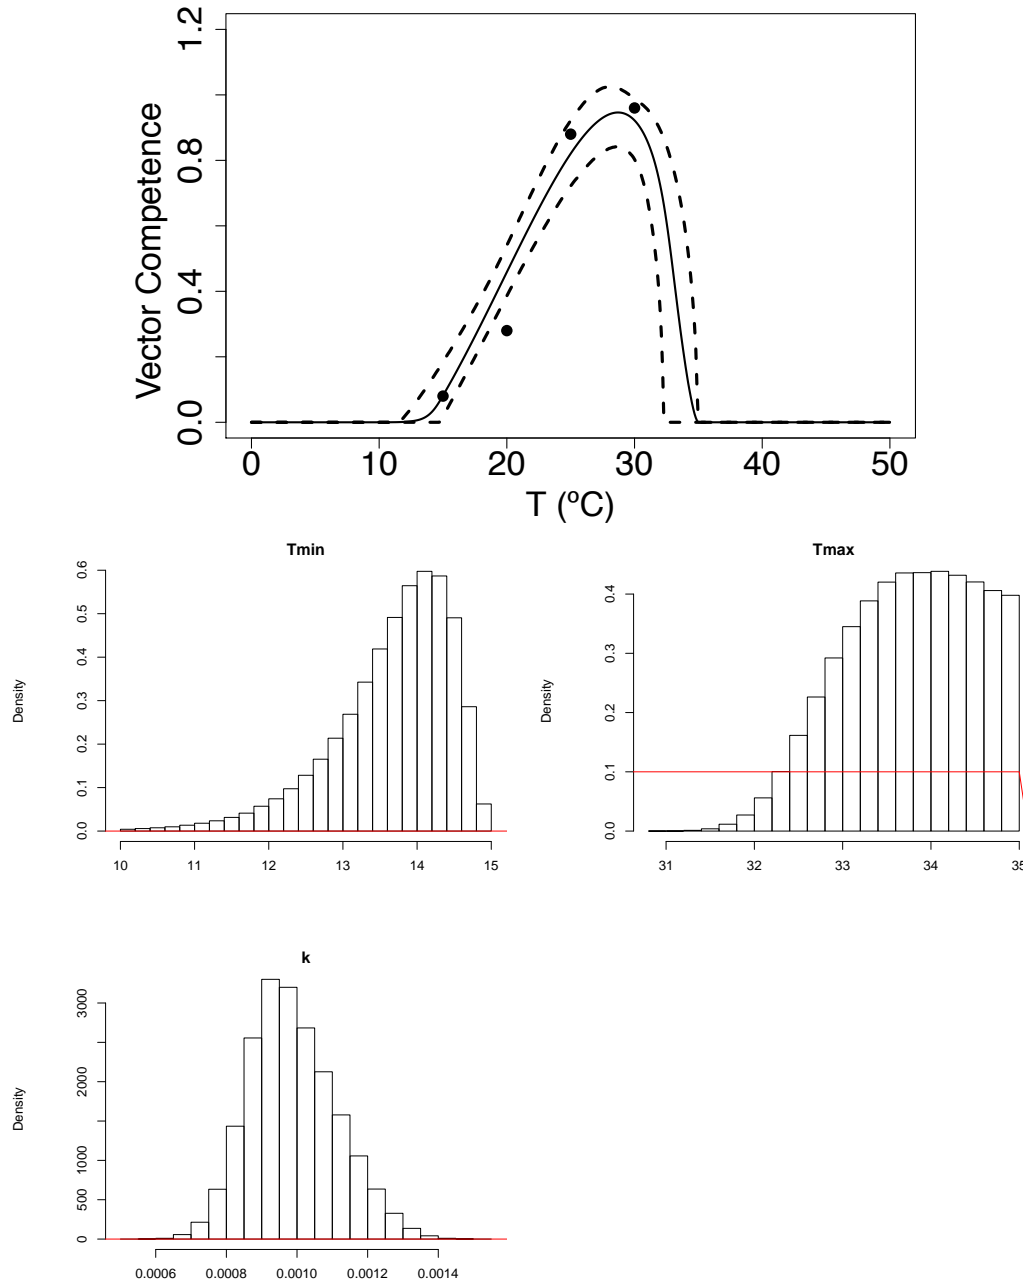 Vector Competence
0.0 0.4 0.8 1.2
0 10 20 30 40 50
T (ºC)
Tmin
Density
0.0 0.1 0.2 0.3 0.4 0.5 0.6
10 11 12 13 14 15
Tmax
Density
0.0 0.1 0.2 0.3 0.4
31 32 33 34 35
k
Density
0 500 1000 2000 3000
0.0006 0.0008 0.0010 0.0012 0.0014